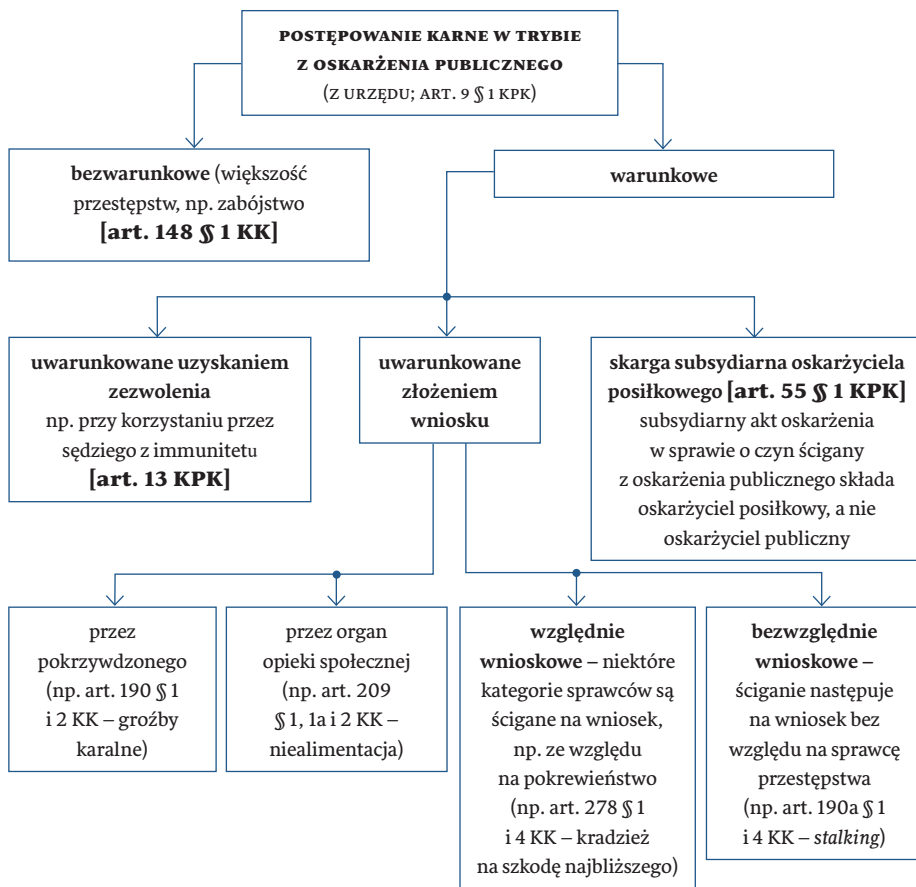 POSTĘPOWANIE KARNE W TRYBIE
Z OSKARŻENIA PUBLICZNEGO
(Z URZĘDU; ART. 9 § 1 KPK)
bezwarunkowe (większość
przestępstw, np. zabójstwo
[art. 148 § 1 KK]
warunkowe
uwarunkowane uzyskaniem
zezwolenia
np. przy korzystaniu przez
sędziego z immunitetu
[art. 13 KPK]
uwarunkowane
złożeniem
wniosku
skarga subsydiarna oskarżyciela
posiłkowego [art. 55 § 1 KPK]
subsydiarny akt oskarżenia
w sprawie o czyn ścigany
z oskarżenia publicznego składa
oskarżyciel posiłkowy, a nie
oskarżyciel publiczny
przez
pokrzywdzonego
(np. art. 190 § 1
i 2 KK – groźby
karalne)
przez organ
opieki społecznej
(np. art. 209
§ 1, 1a i 2 KK –
niealimentacja)
względnie
wnioskowe – niektóre
kategorie sprawców są
ścigane na wniosek,
np. ze względu
na pokrewieństwo
(np. art. 278 § 1
i 4 KK – kradzież
na szkodę najbliższego)
bezwzględnie
wnioskowe –
ściganie następuje
na wniosek bez
względu na sprawcę
przestępstwa
(np. art. 190a § 1
i 4 KK – stalking)